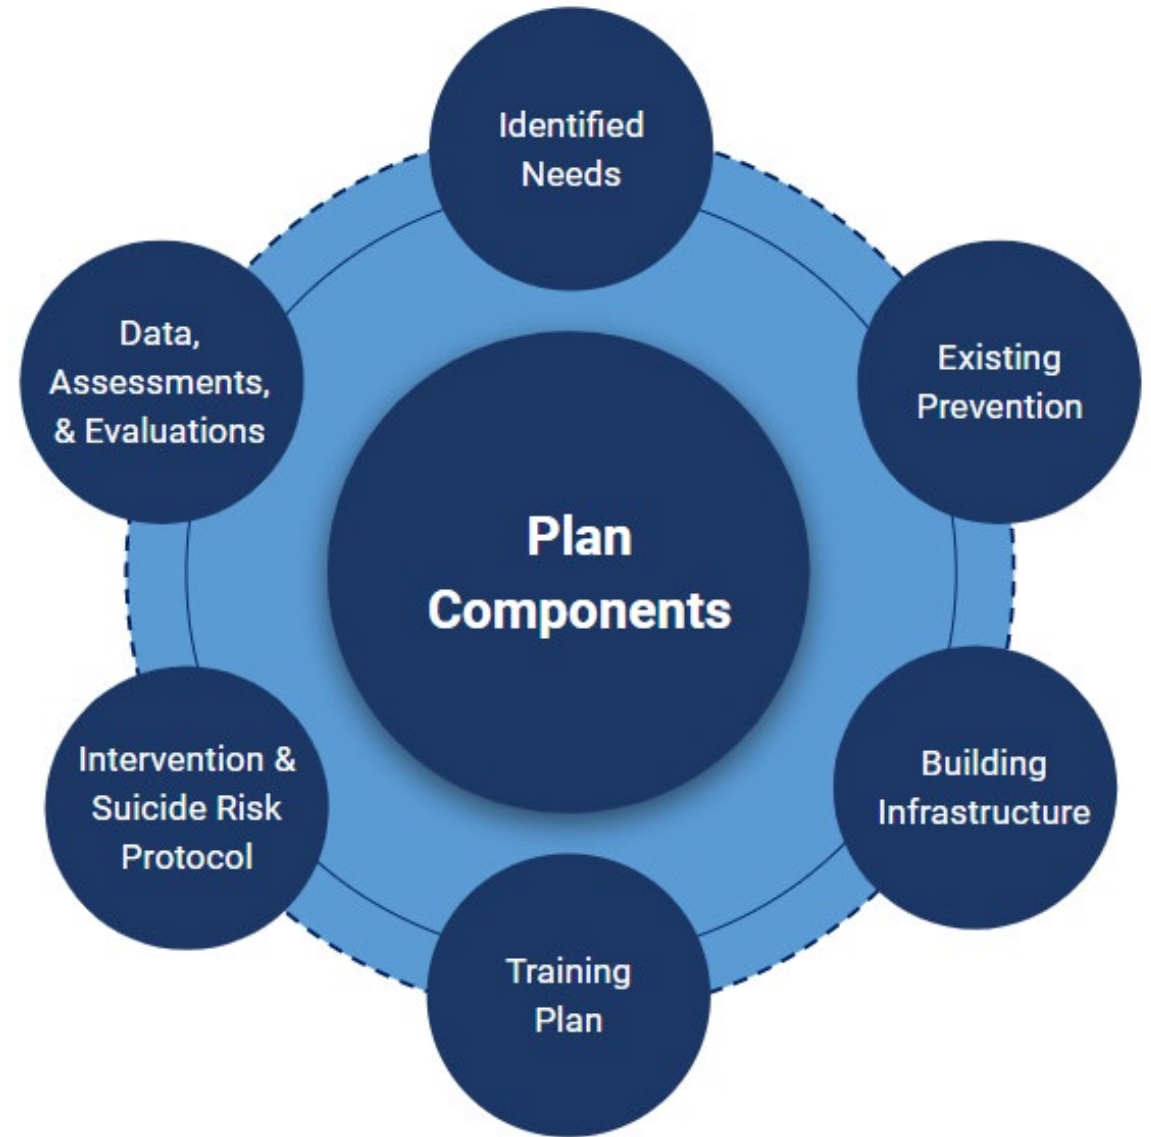 Identified
Needs
Existing
Prevention
Building
Infrastructure
Training
Plan
Intervention &
Suicide Risk
Protocol
Data,
Assessments,
& Evaluations
Plan
Components